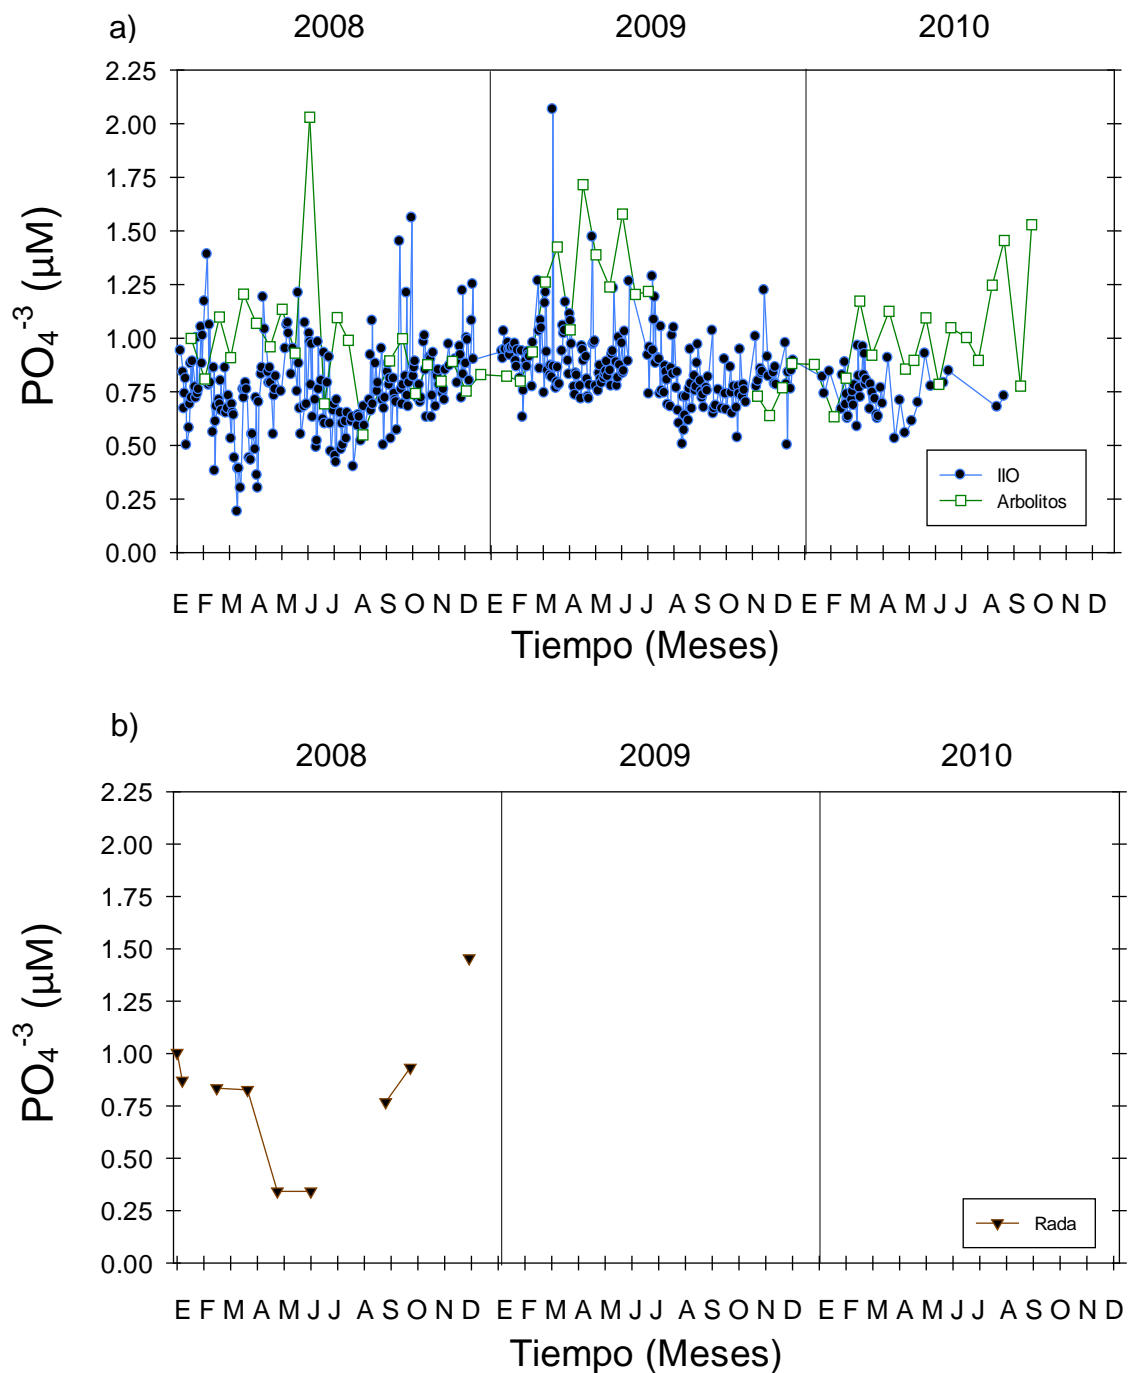 a)
2008 2009 2010
PO₄⁻³ (µM)
2.25
2.00
1.75
1.50
1.25
1.00
0.75
0.50
0.25
0.00
IIO
Arbolitos
E F M A M J J A S O N D E F M A M J J A S O N D E F M A M J J A S O N D
Tiempo (Meses)
b)
2008 2009 2010
PO₄⁻³ (µM)
2.25
2.00
1.75
1.50
1.25
1.00
0.75
0.50
0.25
0.00
Rada
E F M A M J J A S O N D E F M A M J J A S O N D E F M A M J J A S O N D
Tiempo (Meses)